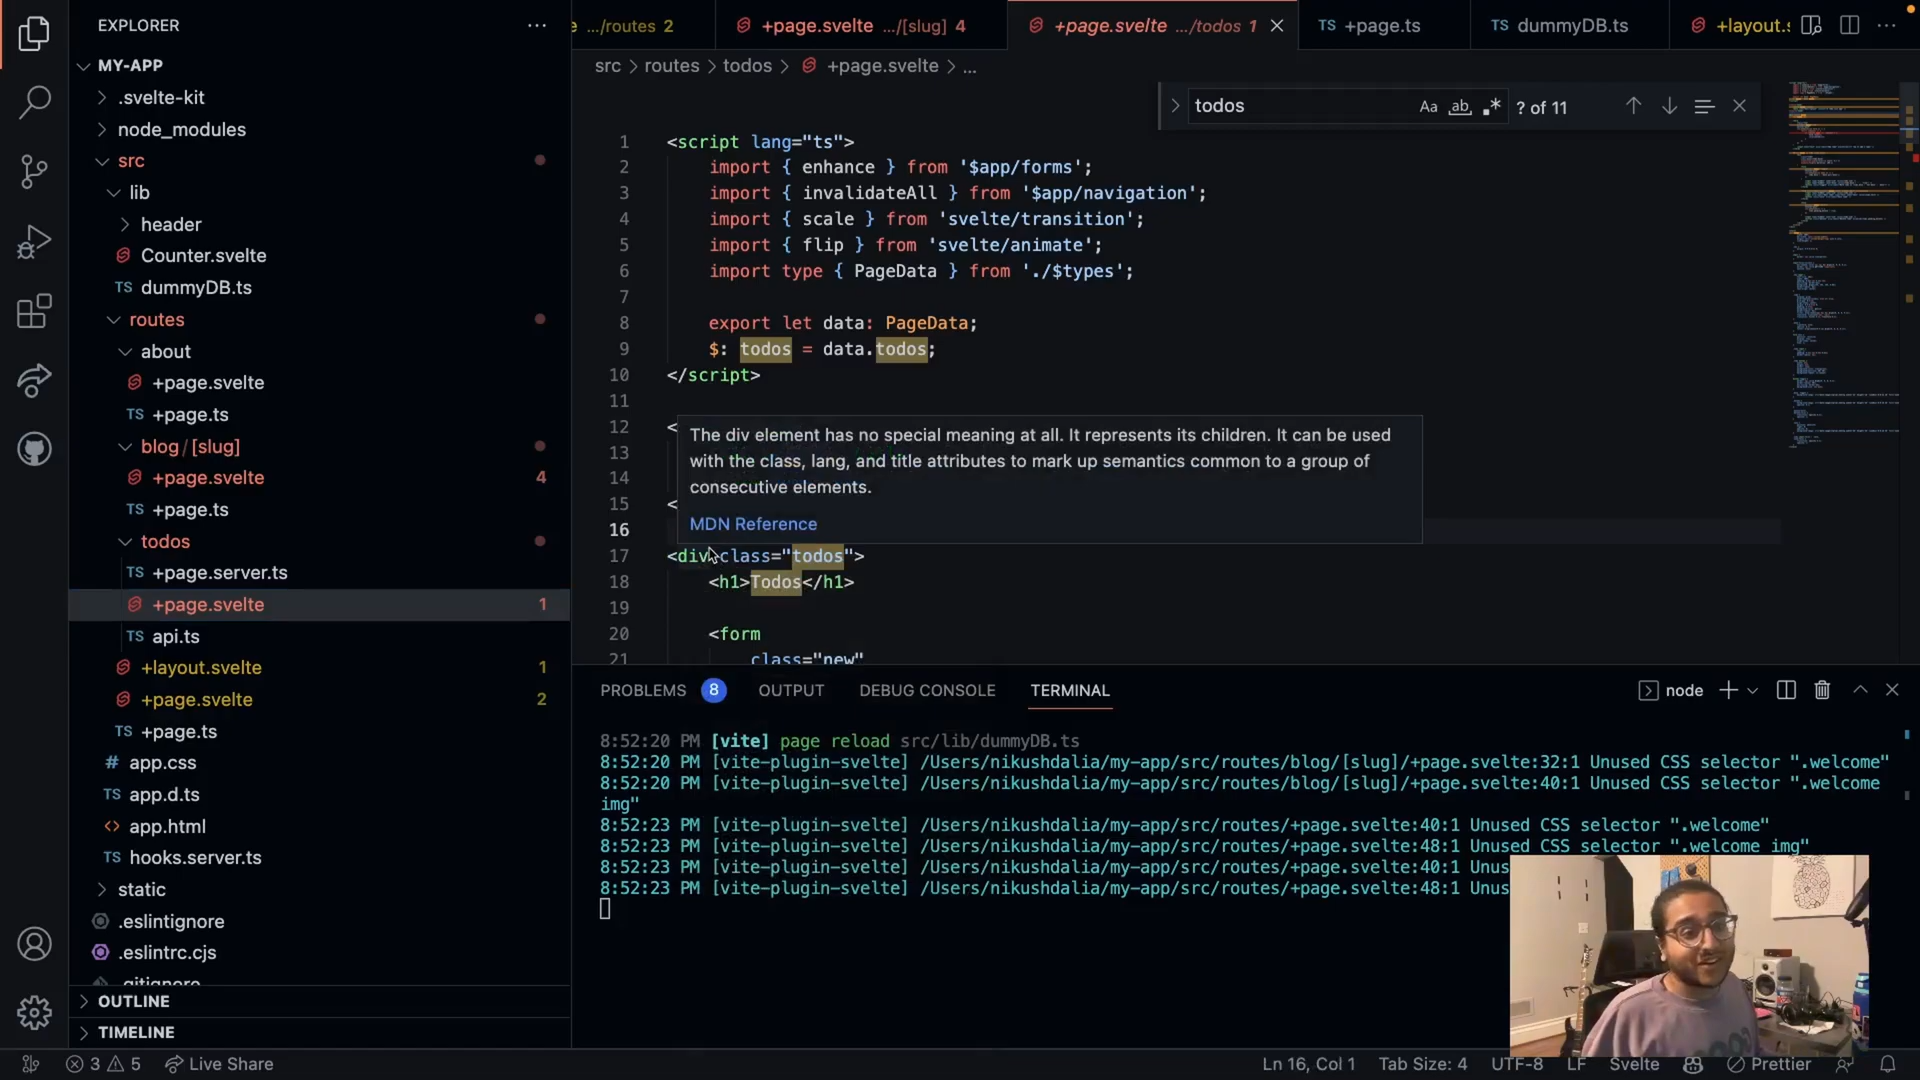 EXPLORER
MY-APP
.svelte-kit
node_modules
src
lib
header
Counter.svelte
TS dummyDB.ts
routes
about
+page.svelte
TS +page.ts
blog / [slug]
+page.svelte 4
TS +page.ts
todos
TS +page.server.ts
+page.svelte 1
TS api.ts
+layout.svelte 1
+page.svelte 2
TS +page.ts
# app.css
TS app.d.ts
<> app.html
TS hooks.server.ts
static
.eslintignore
.eslintrc.cjs
.gitignore
OUTLINE
TIMELINE
.../routes 2
+page.svelte .../[slug] 4
+page.svelte .../todos 1
TS +page.ts
TS dummyDB.ts
+layout.s
src > routes > todos > +page.svelte > ...
todos Aa ab ? of 11
1 <script lang="ts">
2 import { enhance } from '$app/forms';
3 import { invalidateAll } from '$app/navigation';
4 import { scale } from 'svelte/transition';
5 import { flip } from 'svelte/animate';
6 import type { PageData } from './$types';
7
8 export let data: PageData;
9 $: todos = data.todos;
10 </script>
11
12 <
13
14
15 <
16
The div element has no special meaning at all. It represents its children. It can be used
with the class, lang, and title attributes to mark up semantics common to a group of
consecutive elements.
MDN Reference
17 <div class="todos">
18 <h1>Todos</h1>
19
20 <form
21 class="new"
PROBLEMS 8 OUTPUT DEBUG CONSOLE TERMINAL
node
8:52:20 PM [vite] page reload src/lib/dummyDB.ts
8:52:20 PM [vite-plugin-svelte] /Users/nikushdalia/my-app/src/routes/blog/[slug]/+page.svelte:32:1 Unused CSS selector ".welcome"
8:52:20 PM [vite-plugin-svelte] /Users/nikushdalia/my-app/src/routes/blog/[slug]/+page.svelte:40:1 Unused CSS selector ".welcome
img"
8:52:23 PM [vite-plugin-svelte] /Users/nikushdalia/my-app/src/routes/+page.svelte:40:1 Unused CSS selector ".welcome"
8:52:23 PM [vite-plugin-svelte] /Users/nikushdalia/my-app/src/routes/+page.svelte:48:1 Unused CSS selector ".welcome img"
8:52:23 PM [vite-plugin-svelte] /Users/nikushdalia/my-app/src/routes/+page.svelte:40:1 Unus
8:52:23 PM [vite-plugin-svelte] /Users/nikushdalia/my-app/src/routes/+page.svelte:48:1 Unus
3 5 Live Share
Ln 16, Col 1 Tab Size: 4 UTF-8 LF Svelte Prettier